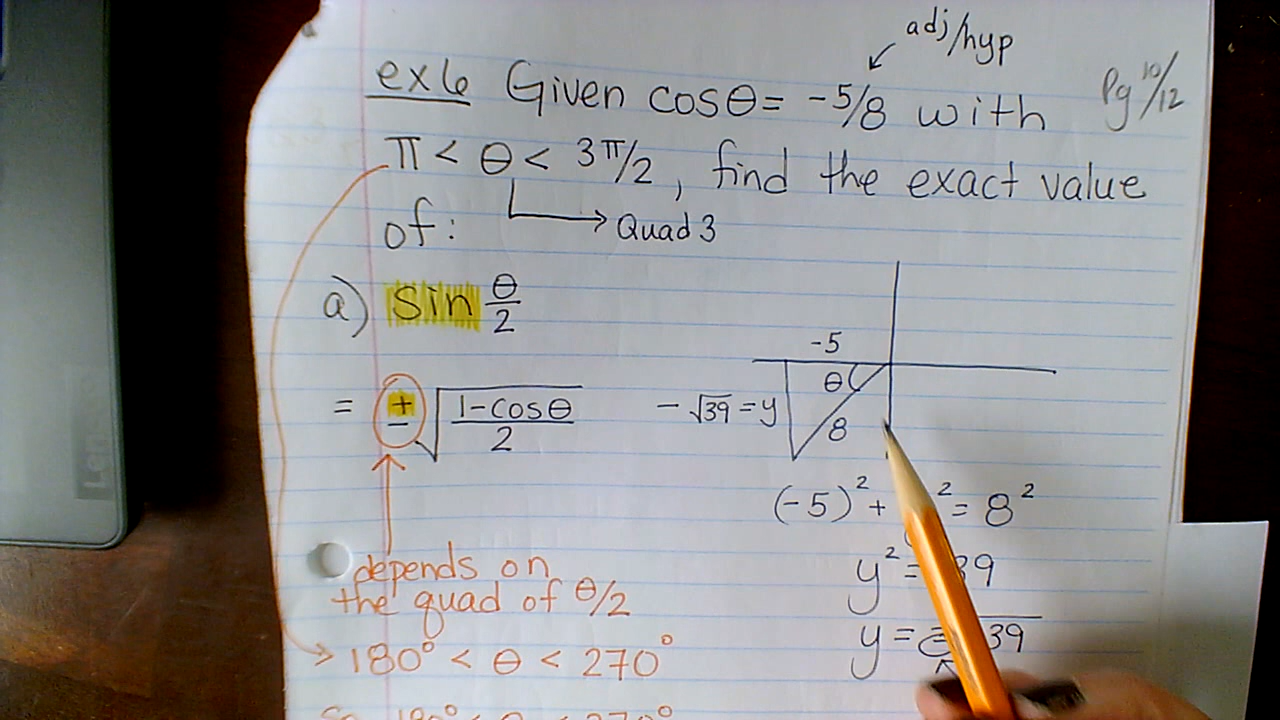 adj/hyp
ex6 Given cosθ = -5/8 with
Pg 10/12
π < θ < 3π/2, find the exact value
of:
→ Quad 3
a) sin θ/2
-5
θ
= ± √((1-cosθ)/2)
-√39 = y
8
(-5)² + ² = 8²
depends on
the quad of θ/2
y² = 39
y = 39
→ 180° < θ < 270°